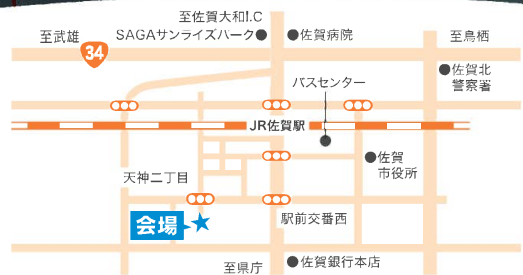 至佐賀大和I.C
至武雄
SAGAサンライズパーク
佐賀病院
至鳥栖
34
佐賀北
警察署
バスセンター
JR佐賀駅
佐賀
市役所
天神二丁目
会場
駅前交番西
至県庁
佐賀銀行本店